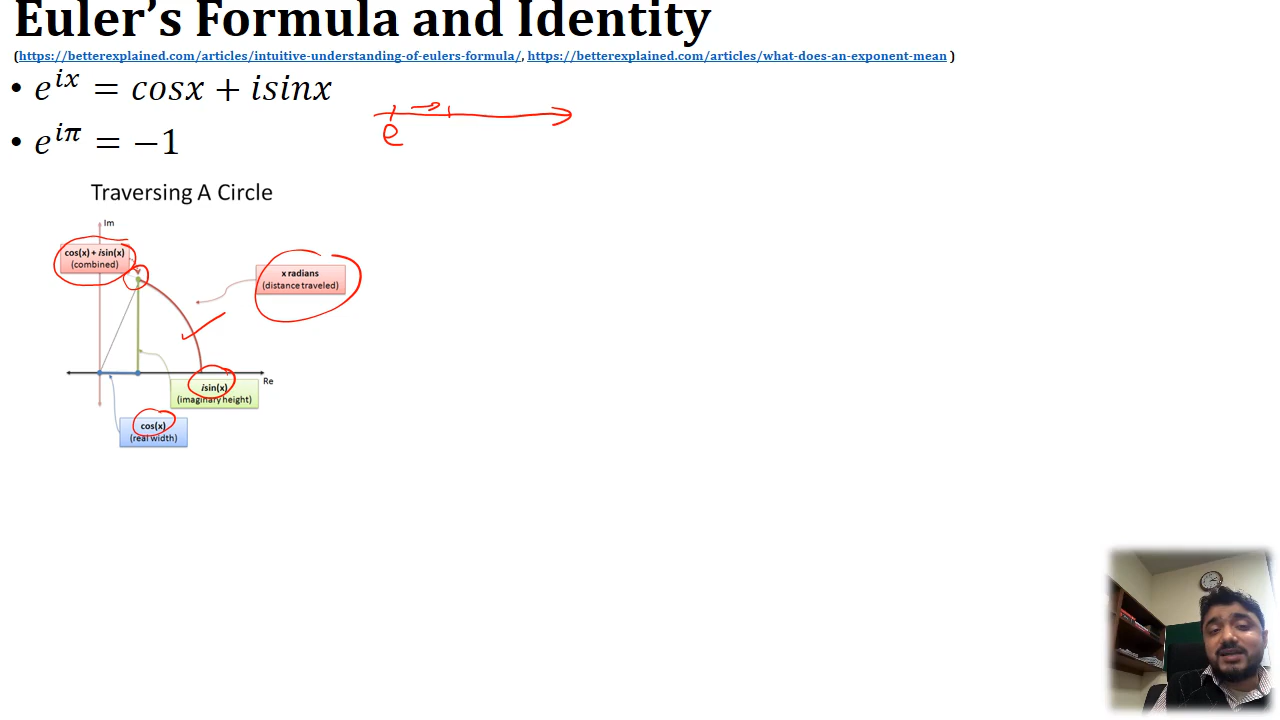 Euler’s Formula and Identity
(https://betterexplained.com/articles/intuitive-understanding-of-eulers-formula/, https://betterexplained.com/articles/what-does-an-exponent-mean )
• e^{ix} = cosx + isinx
• e^{iπ} = −1
e
Traversing A Circle
Im
cos(x) + isin(x)
(combined)
x radians
(distance traveled)
Re
isin(x)
(imaginary height)
cos(x)
(real width)